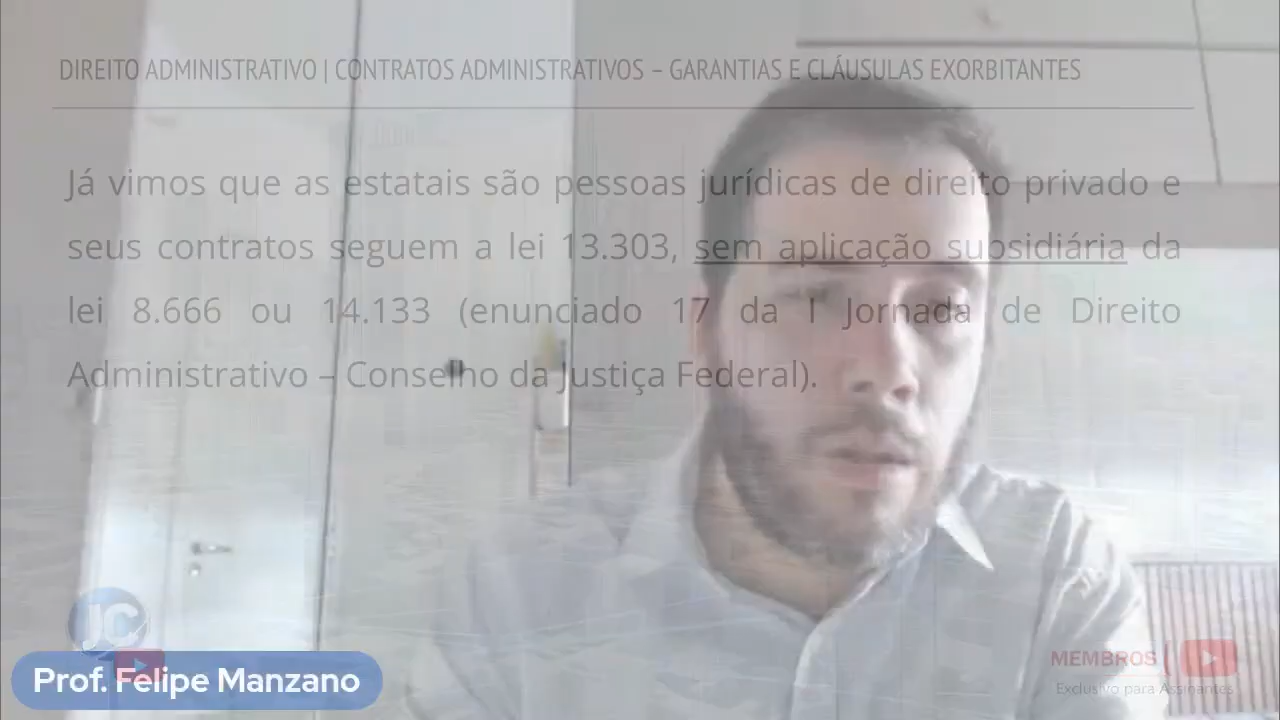 DIREITO ADMINISTRATIVO | CONTRATOS ADMINISTRATIVOS – GARANTIAS E CLÁUSULAS EXORBITANTES
Já vimos que as estatais são pessoas jurídicas de direito privado e
seus contratos seguem a lei 13.303, sem aplicação subsidiária da
lei 8.666 ou 14.133 (enunciado 17 da I Jornada de Direito
Administrativo – Conselho da Justiça Federal).
JC
Prof. Felipe Manzano
MEMBROS
Exclusivo para Assinantes